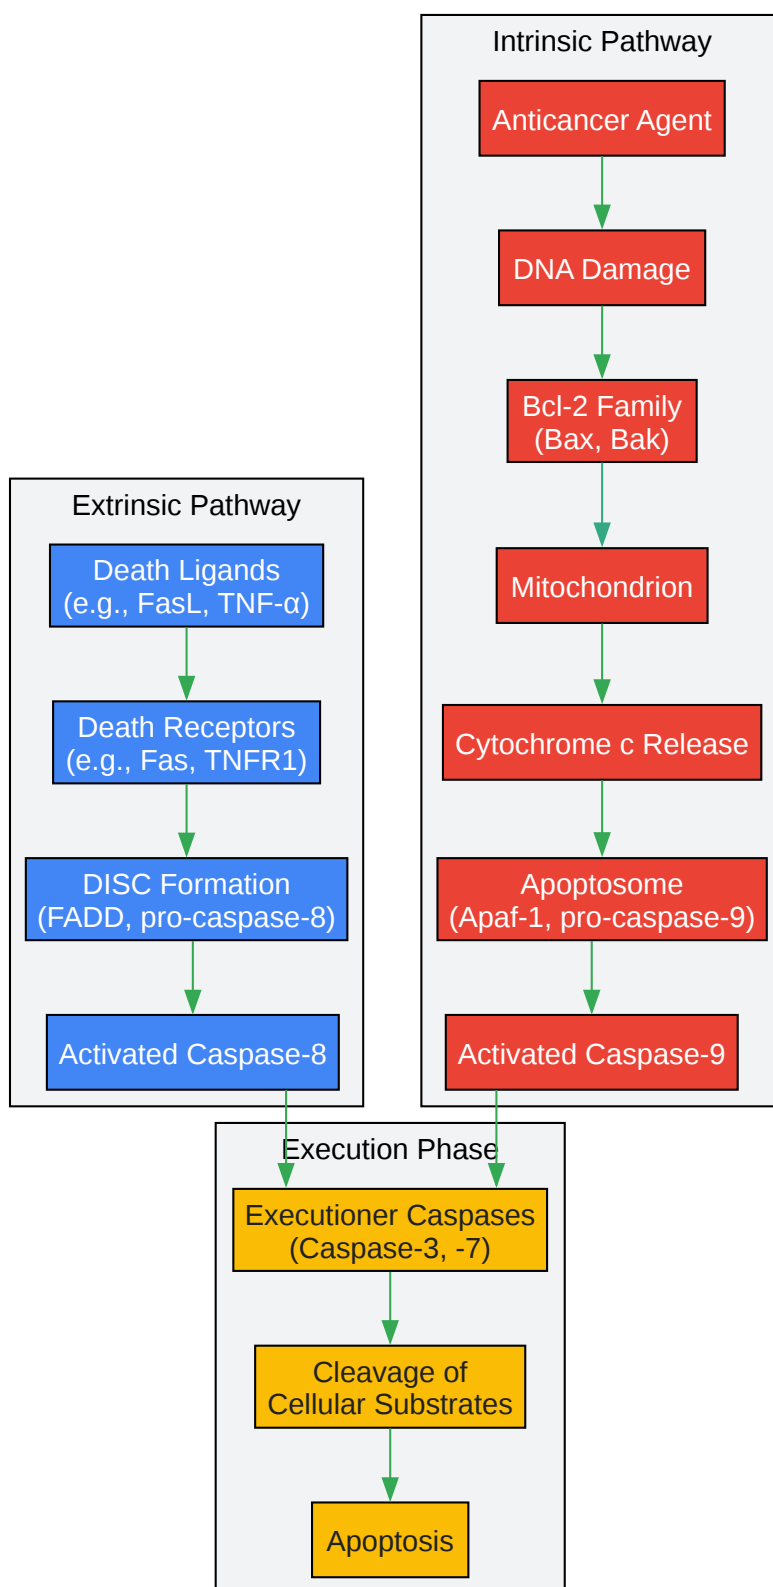 Intrinsic Pathway
Anticancer Agent
DNA Damage
Bcl-2 Family
(Bax, Bak)
Mitochondrion
Cytochrome c Release
Apoptosome
(Apaf-1, pro-caspase-9)
Activated Caspase-9
Extrinsic Pathway
Death Ligands
(e.g., FasL, TNF-α)
Death Receptors
(e.g., Fas, TNFR1)
DISC Formation
(FADD, pro-caspase-8)
Activated Caspase-8
Execution Phase
Executioner Caspases
(Caspase-3, -7)
Cleavage of
Cellular Substrates
Apoptosis